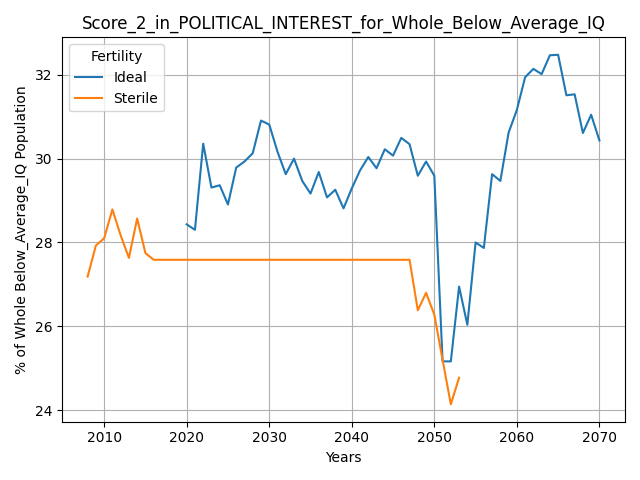 Score_2_in_POLITICAL_INTEREST_for_Whole_Below_Average_IQ
Fertility
Ideal
Sterile
% of Whole Below_Average_IQ Population
32
30
28
26
24
2010 2020 2030 2040 2050 2060 2070
Years